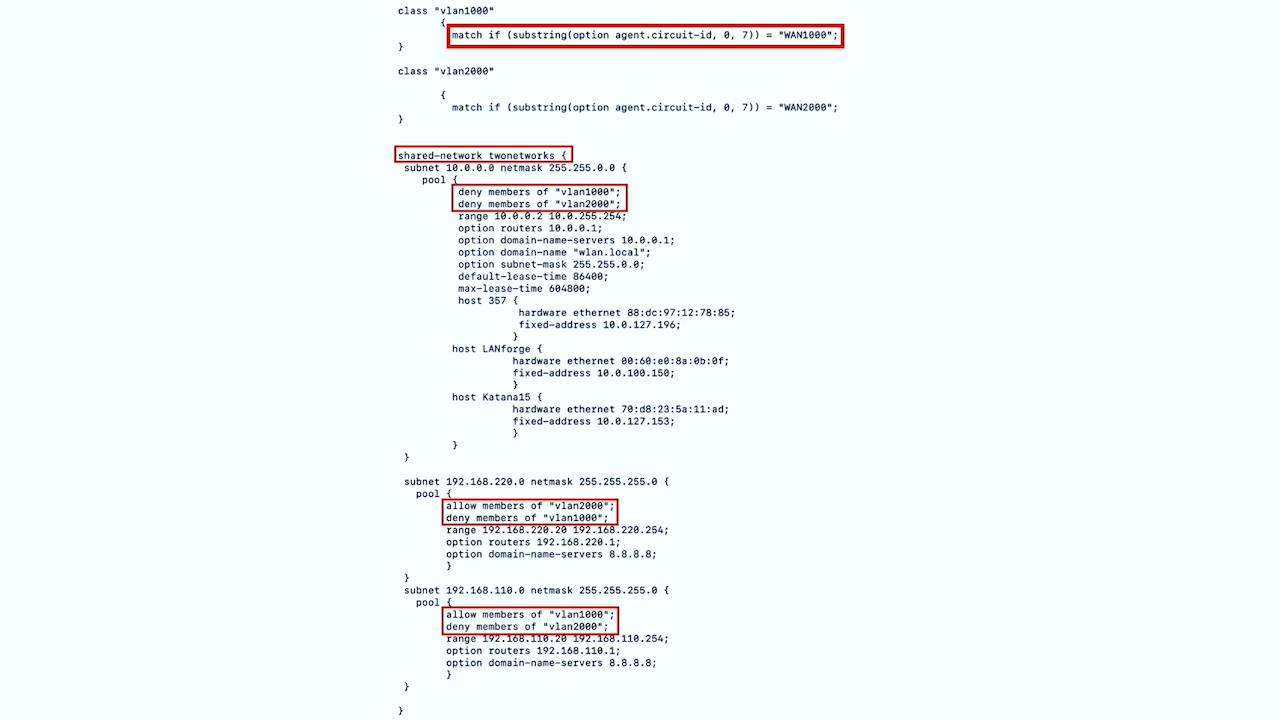 class "vlan1000"
{
match if (substring(option agent.circuit-id, 0, 7)) = "WAN1000";
}
class "vlan2000"
{
match if (substring(option agent.circuit-id, 0, 7)) = "WAN2000";
}
shared-network twonetworks {
subnet 10.0.0.0 netmask 255.255.0.0 {
pool {
deny members of "vlan1000";
deny members of "vlan2000";
range 10.0.0.2 10.0.255.254;
option routers 10.0.0.1;
option domain-name-servers 10.0.0.1;
option domain-name "wlan.local";
option subnet-mask 255.255.0.0;
default-lease-time 86400;
max-lease-time 604800;
host 357 {
hardware ethernet 88:dc:97:12:78:85;
fixed-address 10.0.127.196;
}
host LANforge {
hardware ethernet 00:60:e0:8a:0b:0f;
fixed-address 10.0.100.150;
}
host Katana15 {
hardware ethernet 70:d8:23:5a:11:ad;
fixed-address 10.0.127.153;
}
}
}
subnet 192.168.220.0 netmask 255.255.255.0 {
pool {
allow members of "vlan2000";
deny members of "vlan1000";
range 192.168.220.20 192.168.220.254;
option routers 192.168.220.1;
option domain-name-servers 8.8.8.8;
}
}
subnet 192.168.110.0 netmask 255.255.255.0 {
pool {
allow members of "vlan1000";
deny members of "vlan2000";
range 192.168.110.20 192.168.110.254;
option routers 192.168.110.1;
option domain-name-servers 8.8.8.8;
}
}
}